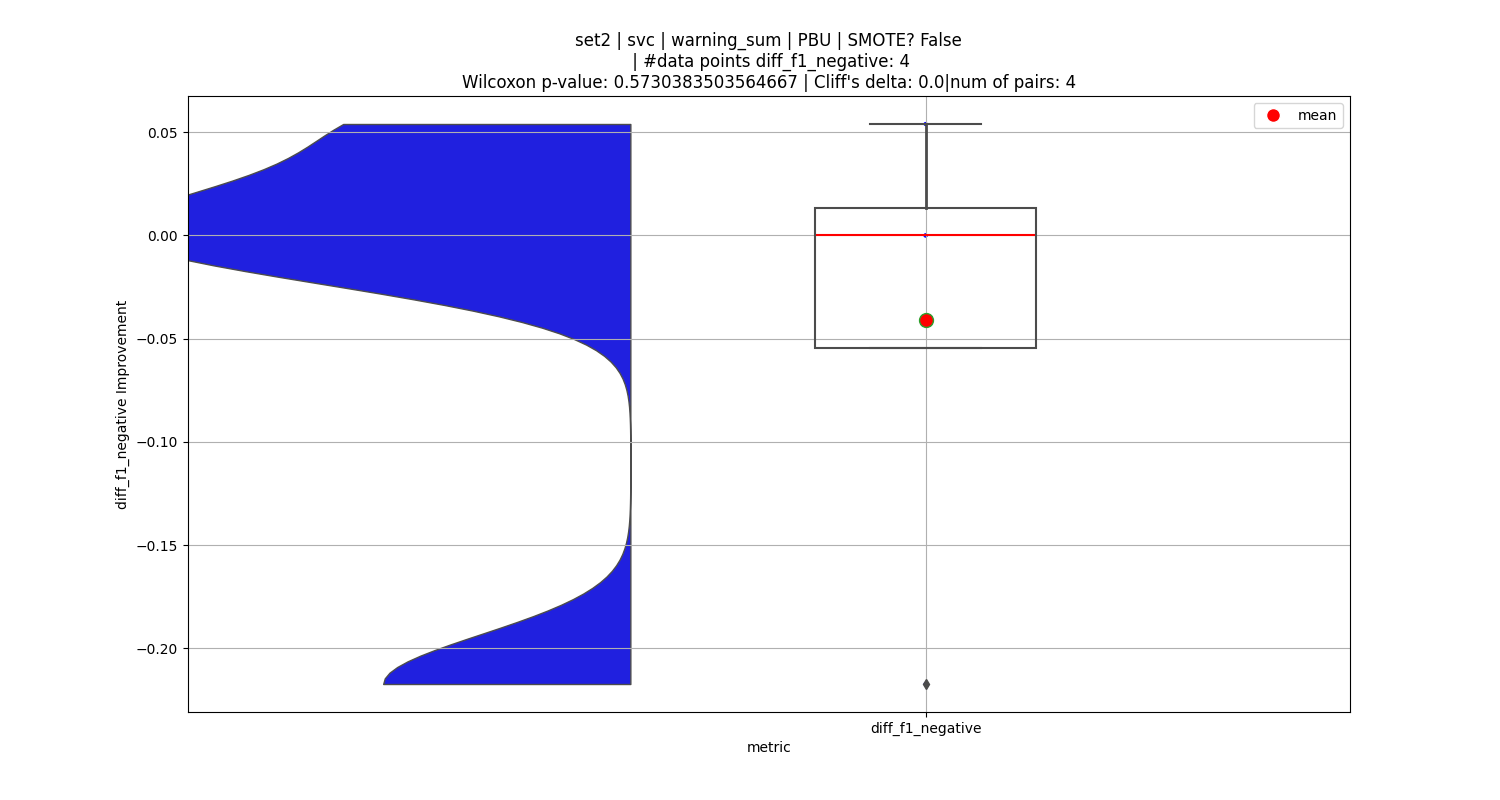 set2 | svc | warning_sum | PBU | SMOTE? False
| #data points diff_f1_negative: 4
Wilcoxon p-value: 0.5730383503564667 | Cliff's delta: 0.0|num of pairs: 4
mean
0.05
0.00
−0.05
−0.10
−0.15
−0.20
diff_f1_negative Improvement
diff_f1_negative
metric